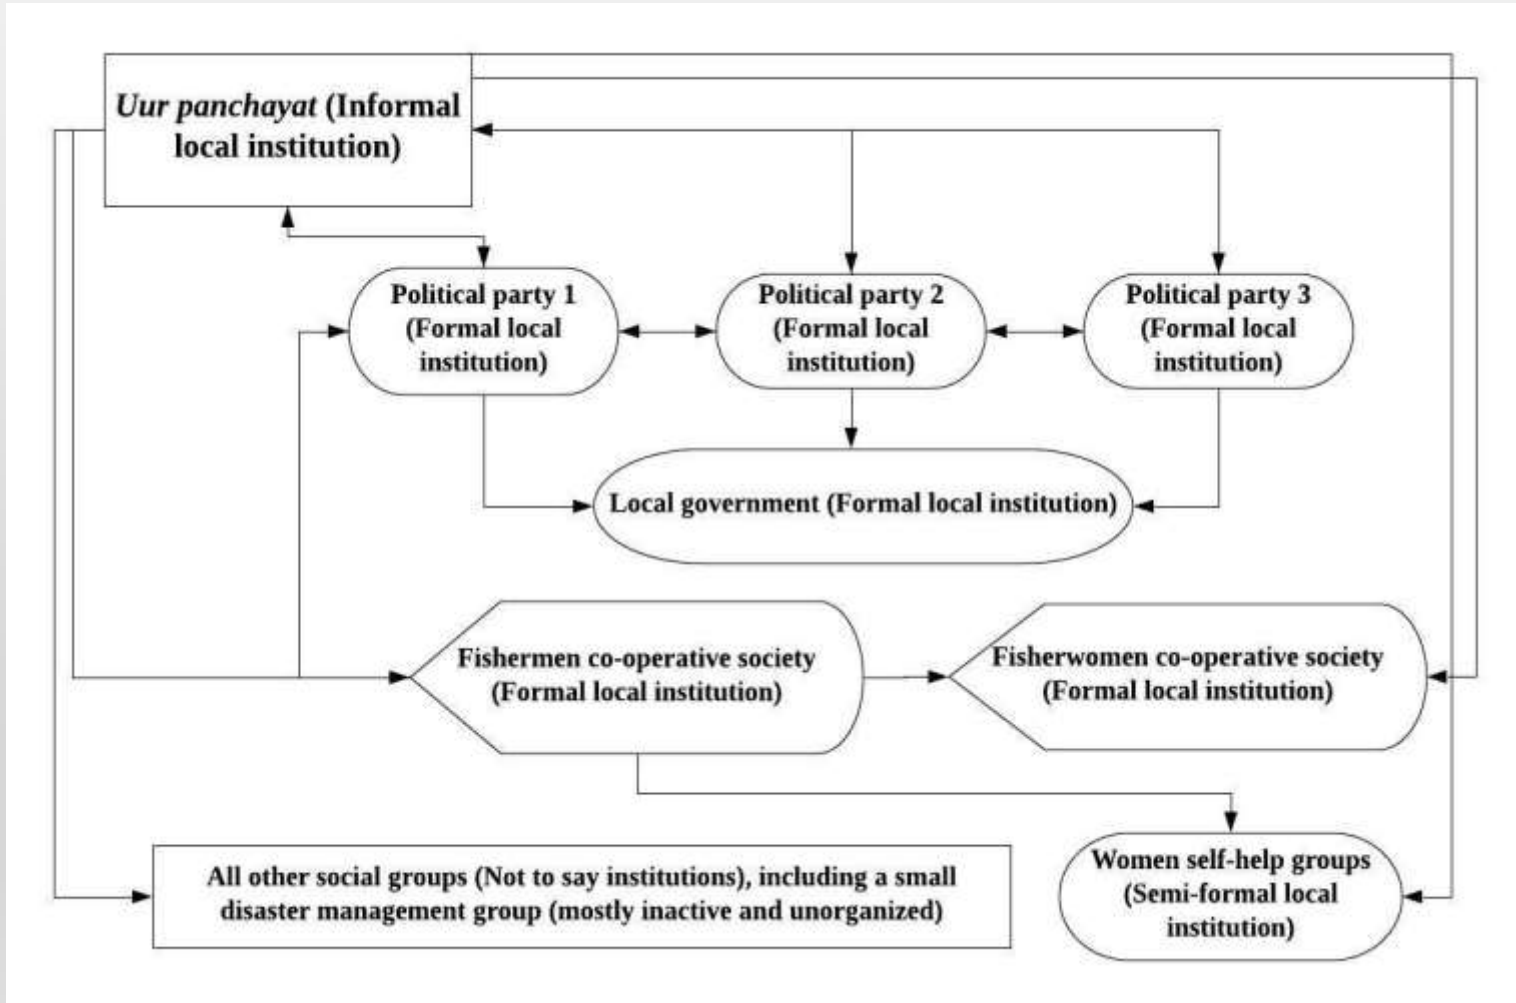 Uur panchayat (Informal
local institution)
Political party 1
(Formal local
institution)
Political party 2
(Formal local
institution)
Political party 3
(Formal local
institution)
Local government (Formal local institution)
Fishermen co-operative society
(Formal local institution)
Fisherwomen co-operative society
(Formal local institution)
All other social groups (Not to say institutions), including a small
disaster management group (mostly inactive and unorganized)
Women self-help groups
(Semi-formal local
institution)